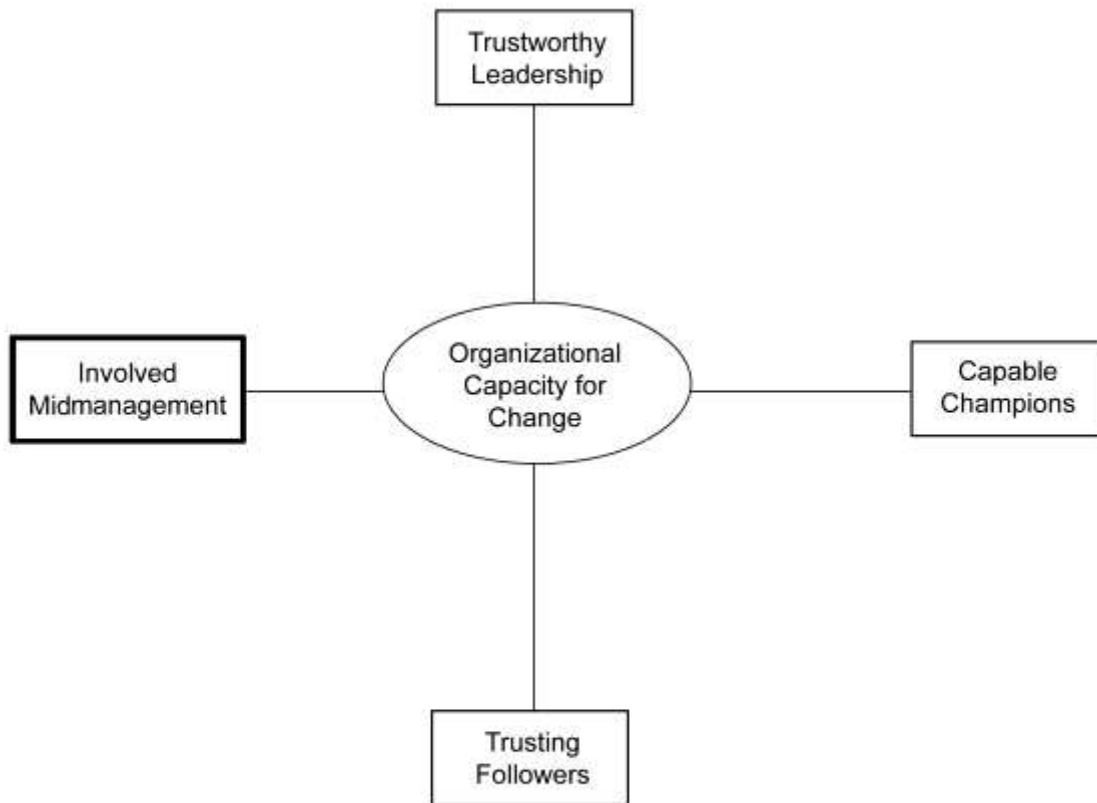 Trustworthy
Leadership
Involved
Midmanagement
Organizational
Capacity for
Change
Capable
Champions
Trusting
Followers